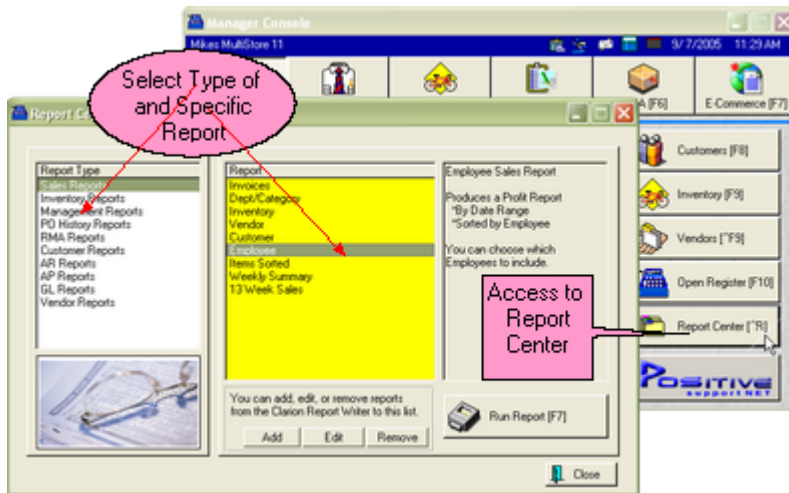 Manager Console
Mikes MultiStore 11
9/7/2005 11:29 AM
[F6]
E-Commerce [F7]
Select Type of
and Specific
Report
Report
Report Type
Sales Reports
Inventory Reports
Management Reports
PO History Reports
RMA Reports
Customer Reports
AR Reports
AP Reports
GL Reports
Vendor Reports
Report
Invoices
Dept/Category
Inventory
Vendor
Customer
Employee
Items Sorted
Weekly Summary
13 Week Sales
Employee Sales Report
Produces a Profit Report
*By Date Range
*Sorted by Employee
You can choose which
Employees to include.
Customers [F8]
Inventory [F9]
Vendors [^F9]
Open Register [F10]
Report Center [^R]
Access to
Report
Center
POSITIVE
support NET
You can add, edit, or remove reports
from the Clarion Report Writer to this list.
Add
Edit
Remove
Run Report [F7]
Close